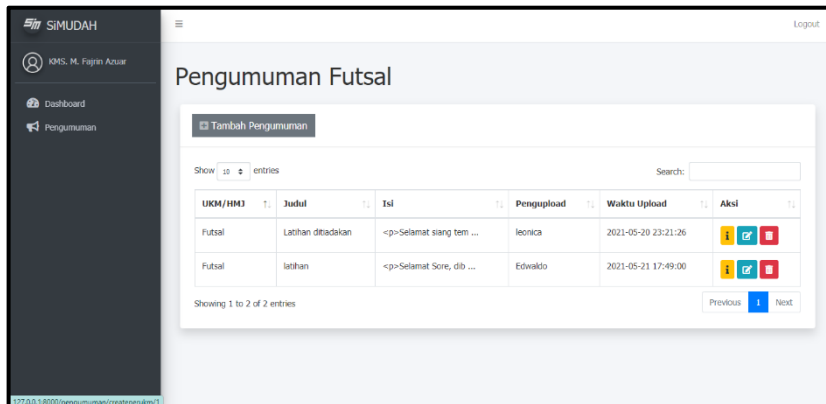 SiMUDAH
Logout
KMS. M. Fajrin Azuar
Dashboard
Pengumuman
Pengumuman Futsal
Tambah Pengumuman
Show 10 entries
Search:
UKM/HMJ Judul Isi Pengupload Waktu Upload Aksi
Futsal Latihan ditiadakan <p>Selamat siang tem ... leonica 2021-05-20 23:21:26
Futsal latihan <p>Selamat Sore, dib ... Edwaldo 2021-05-21 17:49:00
Showing 1 to 2 of 2 entries
Previous 1 Next